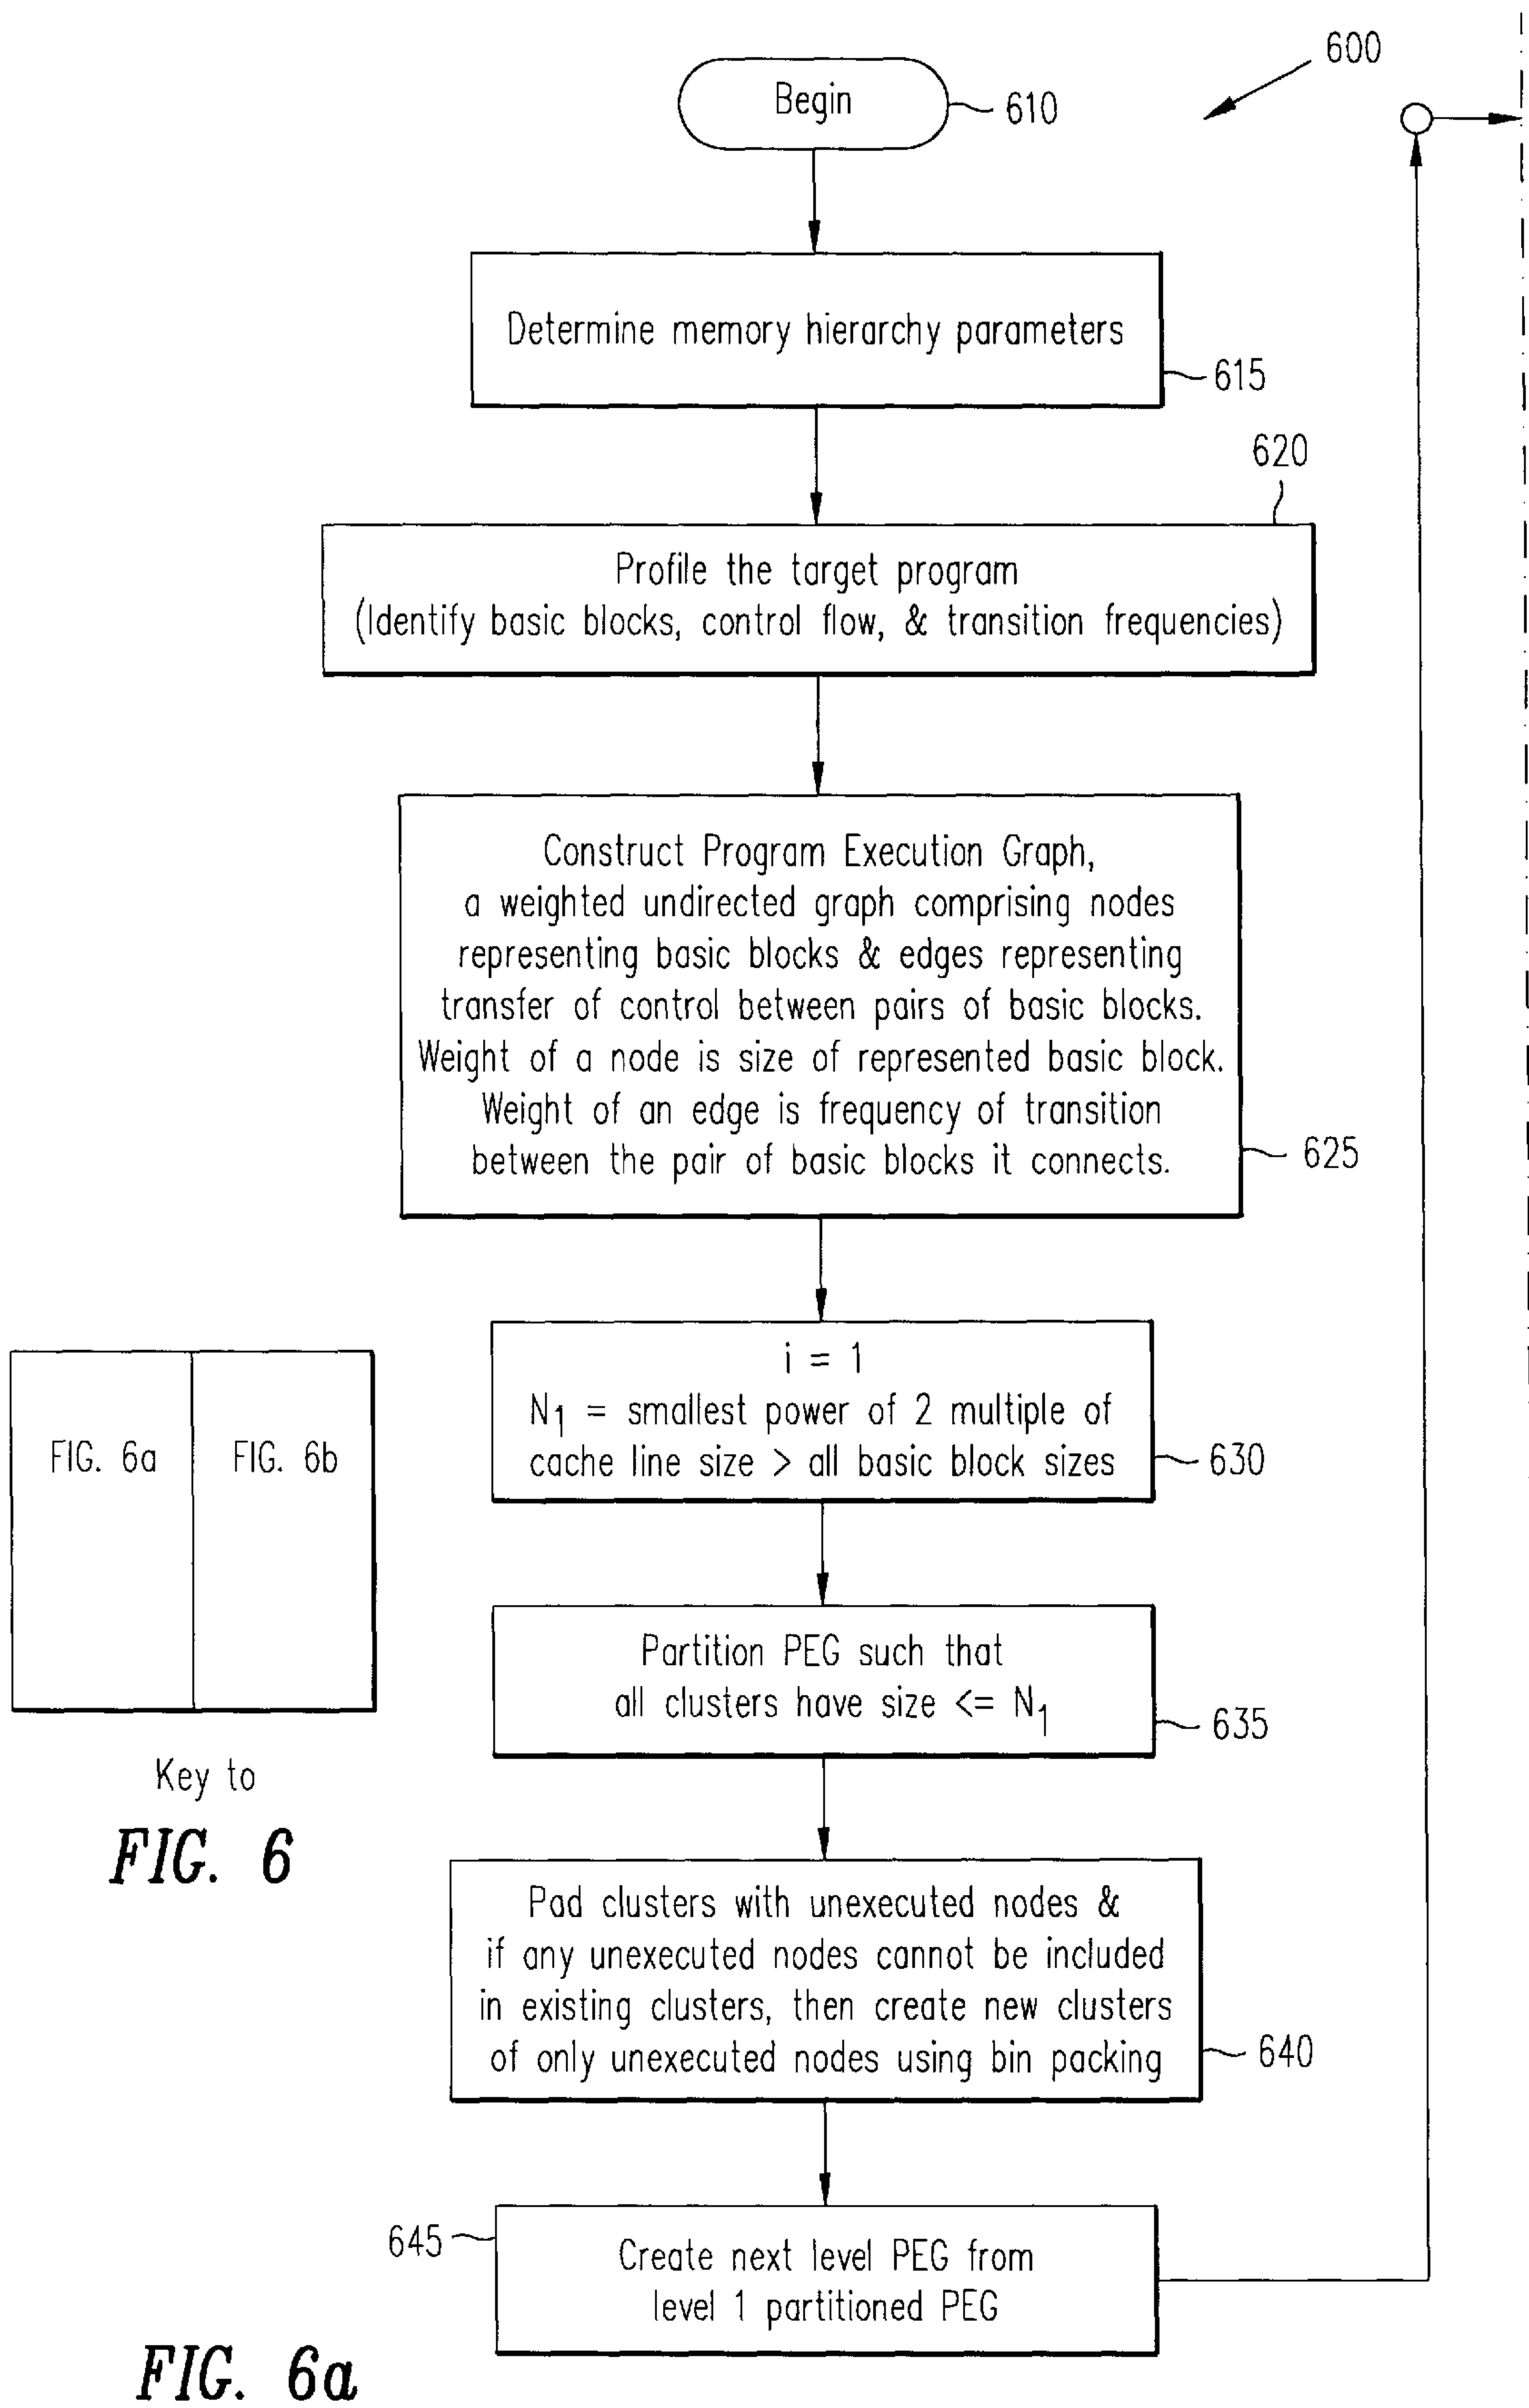 600
Begin
610
Determine memory hierarchy parameters
615
620
Profile the target program
(Identify basic blocks, control flow, & transition frequencies)
Construct Program Execution Graph,
a weighted undirected graph comprising nodes
representing basic blocks & edges representing
transfer of control between pairs of basic blocks.
Weight of a node is size of represented basic block.
Weight of an edge is frequency of transition
between the pair of basic blocks it connects.
625
i = 1
N1 = smallest power of 2 multiple of
cache line size > all basic block sizes
630
FIG. 6a
FIG. 6b
Key to
FIG. 6
Partition PEG such that
all clusters have size <= N1
635
Pad clusters with unexecuted nodes &
if any unexecuted nodes cannot be included
in existing clusters, then create new clusters
of only unexecuted nodes using bin packing
640
645
Create next level PEG from
level 1 partitioned PEG
FIG. 6a